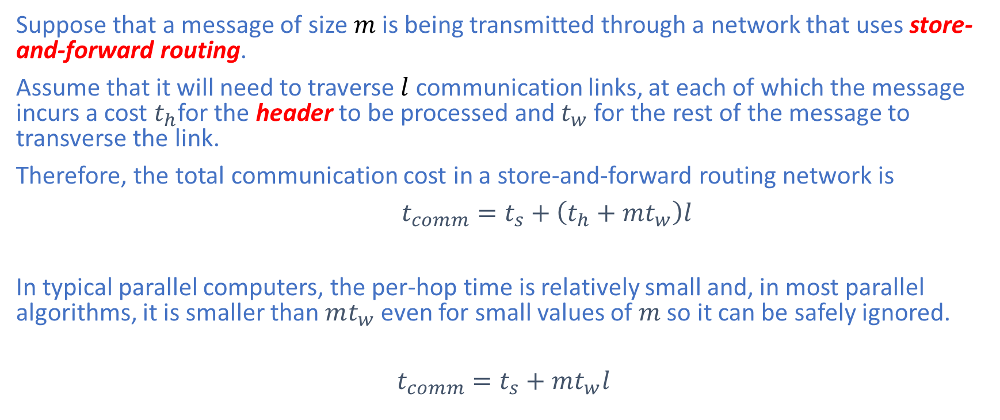 Suppose that a message of size m is being transmitted through a network that uses store-
and-forward routing.
Assume that it will need to traverse l communication links, at each of which the message
incurs a cost t_h for the header to be processed and t_w for the rest of the message to
transverse the link.
Therefore, the total communication cost in a store-and-forward routing network is
t_comm = t_s + (t_h + mt_w)l
In typical parallel computers, the per-hop time is relatively small and, in most parallel
algorithms, it is smaller than mt_w even for small values of m so it can be safely ignored.
t_comm = t_s + mt_w l